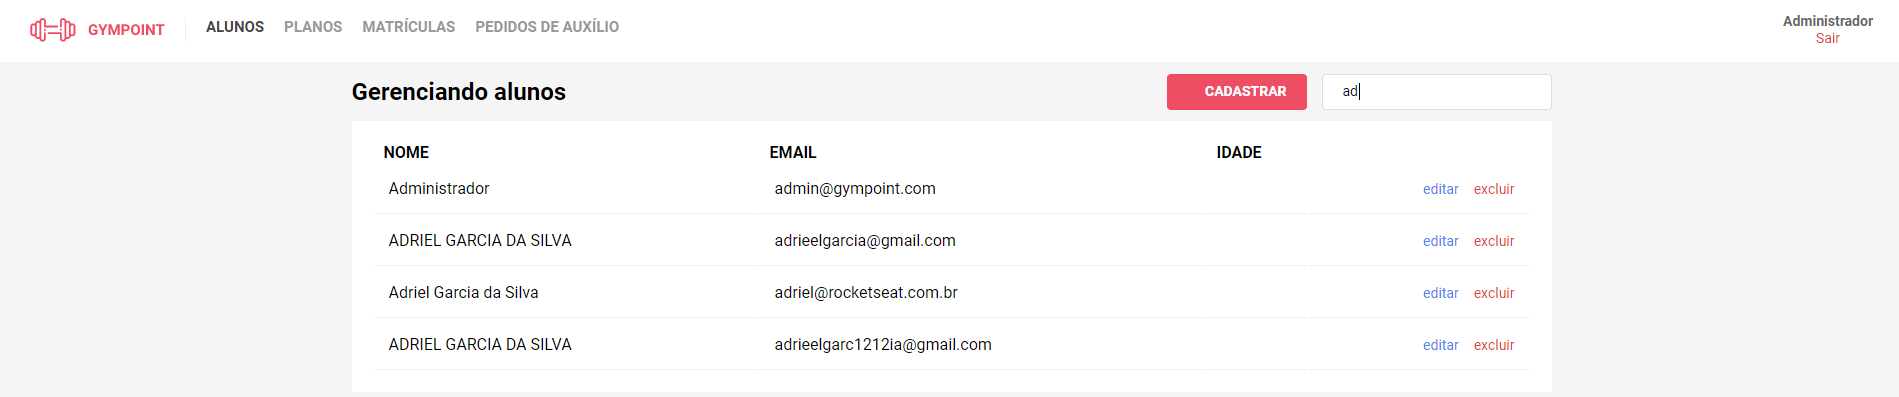 GYMPOINT ALUNOS PLANOS MATRÍCULAS PEDIDOS DE AUXÍLIO Administrador
Sair
Gerenciando alunos CADASTRAR ad
NOME EMAIL IDADE
Administrador admin@gympoint.com editar excluir
ADRIEL GARCIA DA SILVA adrieelgarcia@gmail.com editar excluir
Adriel Garcia da Silva adriel@rocketseat.com.br editar excluir
ADRIEL GARCIA DA SILVA adrieelgarc1212ia@gmail.com editar excluir